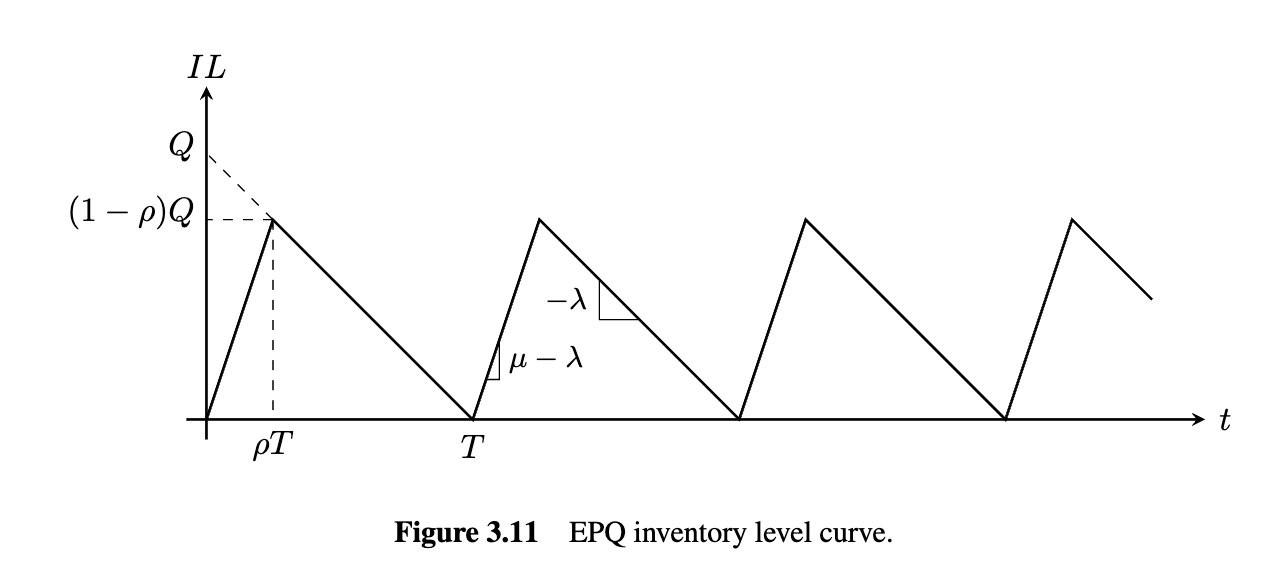 IL
Q
(1 − ρ)Q
−λ
μ − λ
ρT
T
t
Figure 3.11 EPQ inventory level curve.